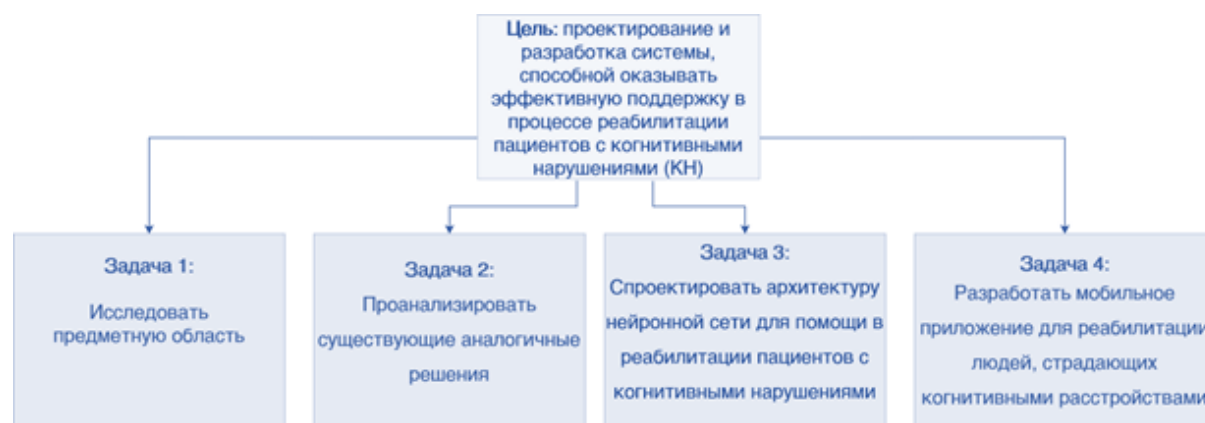 Цель: проектирование и
разработка системы,
способной оказывать
эффективную поддержку в
процессе реабилитации
пациентов с когнитивными
нарушениями (КН)
Задача 1:
Исследовать
предметную область
Задача 2:
Проанализировать
существующие аналогичные
решения
Задача 3:
Спроектировать архитектуру
нейронной сети для помощи в
реабилитации пациентов с
когнитивными нарушениями
Задача 4:
Разработать мобильное
приложение для реабилитации
людей, страдающих
когнитивными расстройствами